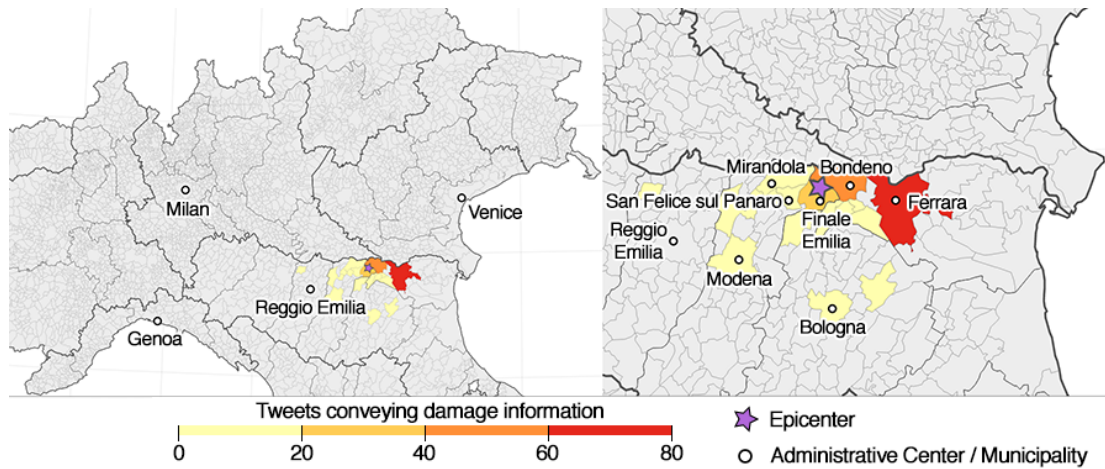 Milan
Venice
Reggio Emilia
Genoa
Mirandola
Bondeno
San Felice sul Panaro
Ferrara
Reggio
Emilia
Finale
Emilia
Modena
Bologna
Tweets conveying damage information
0 20 40 60 80
Epicenter
Administrative Center / Municipality